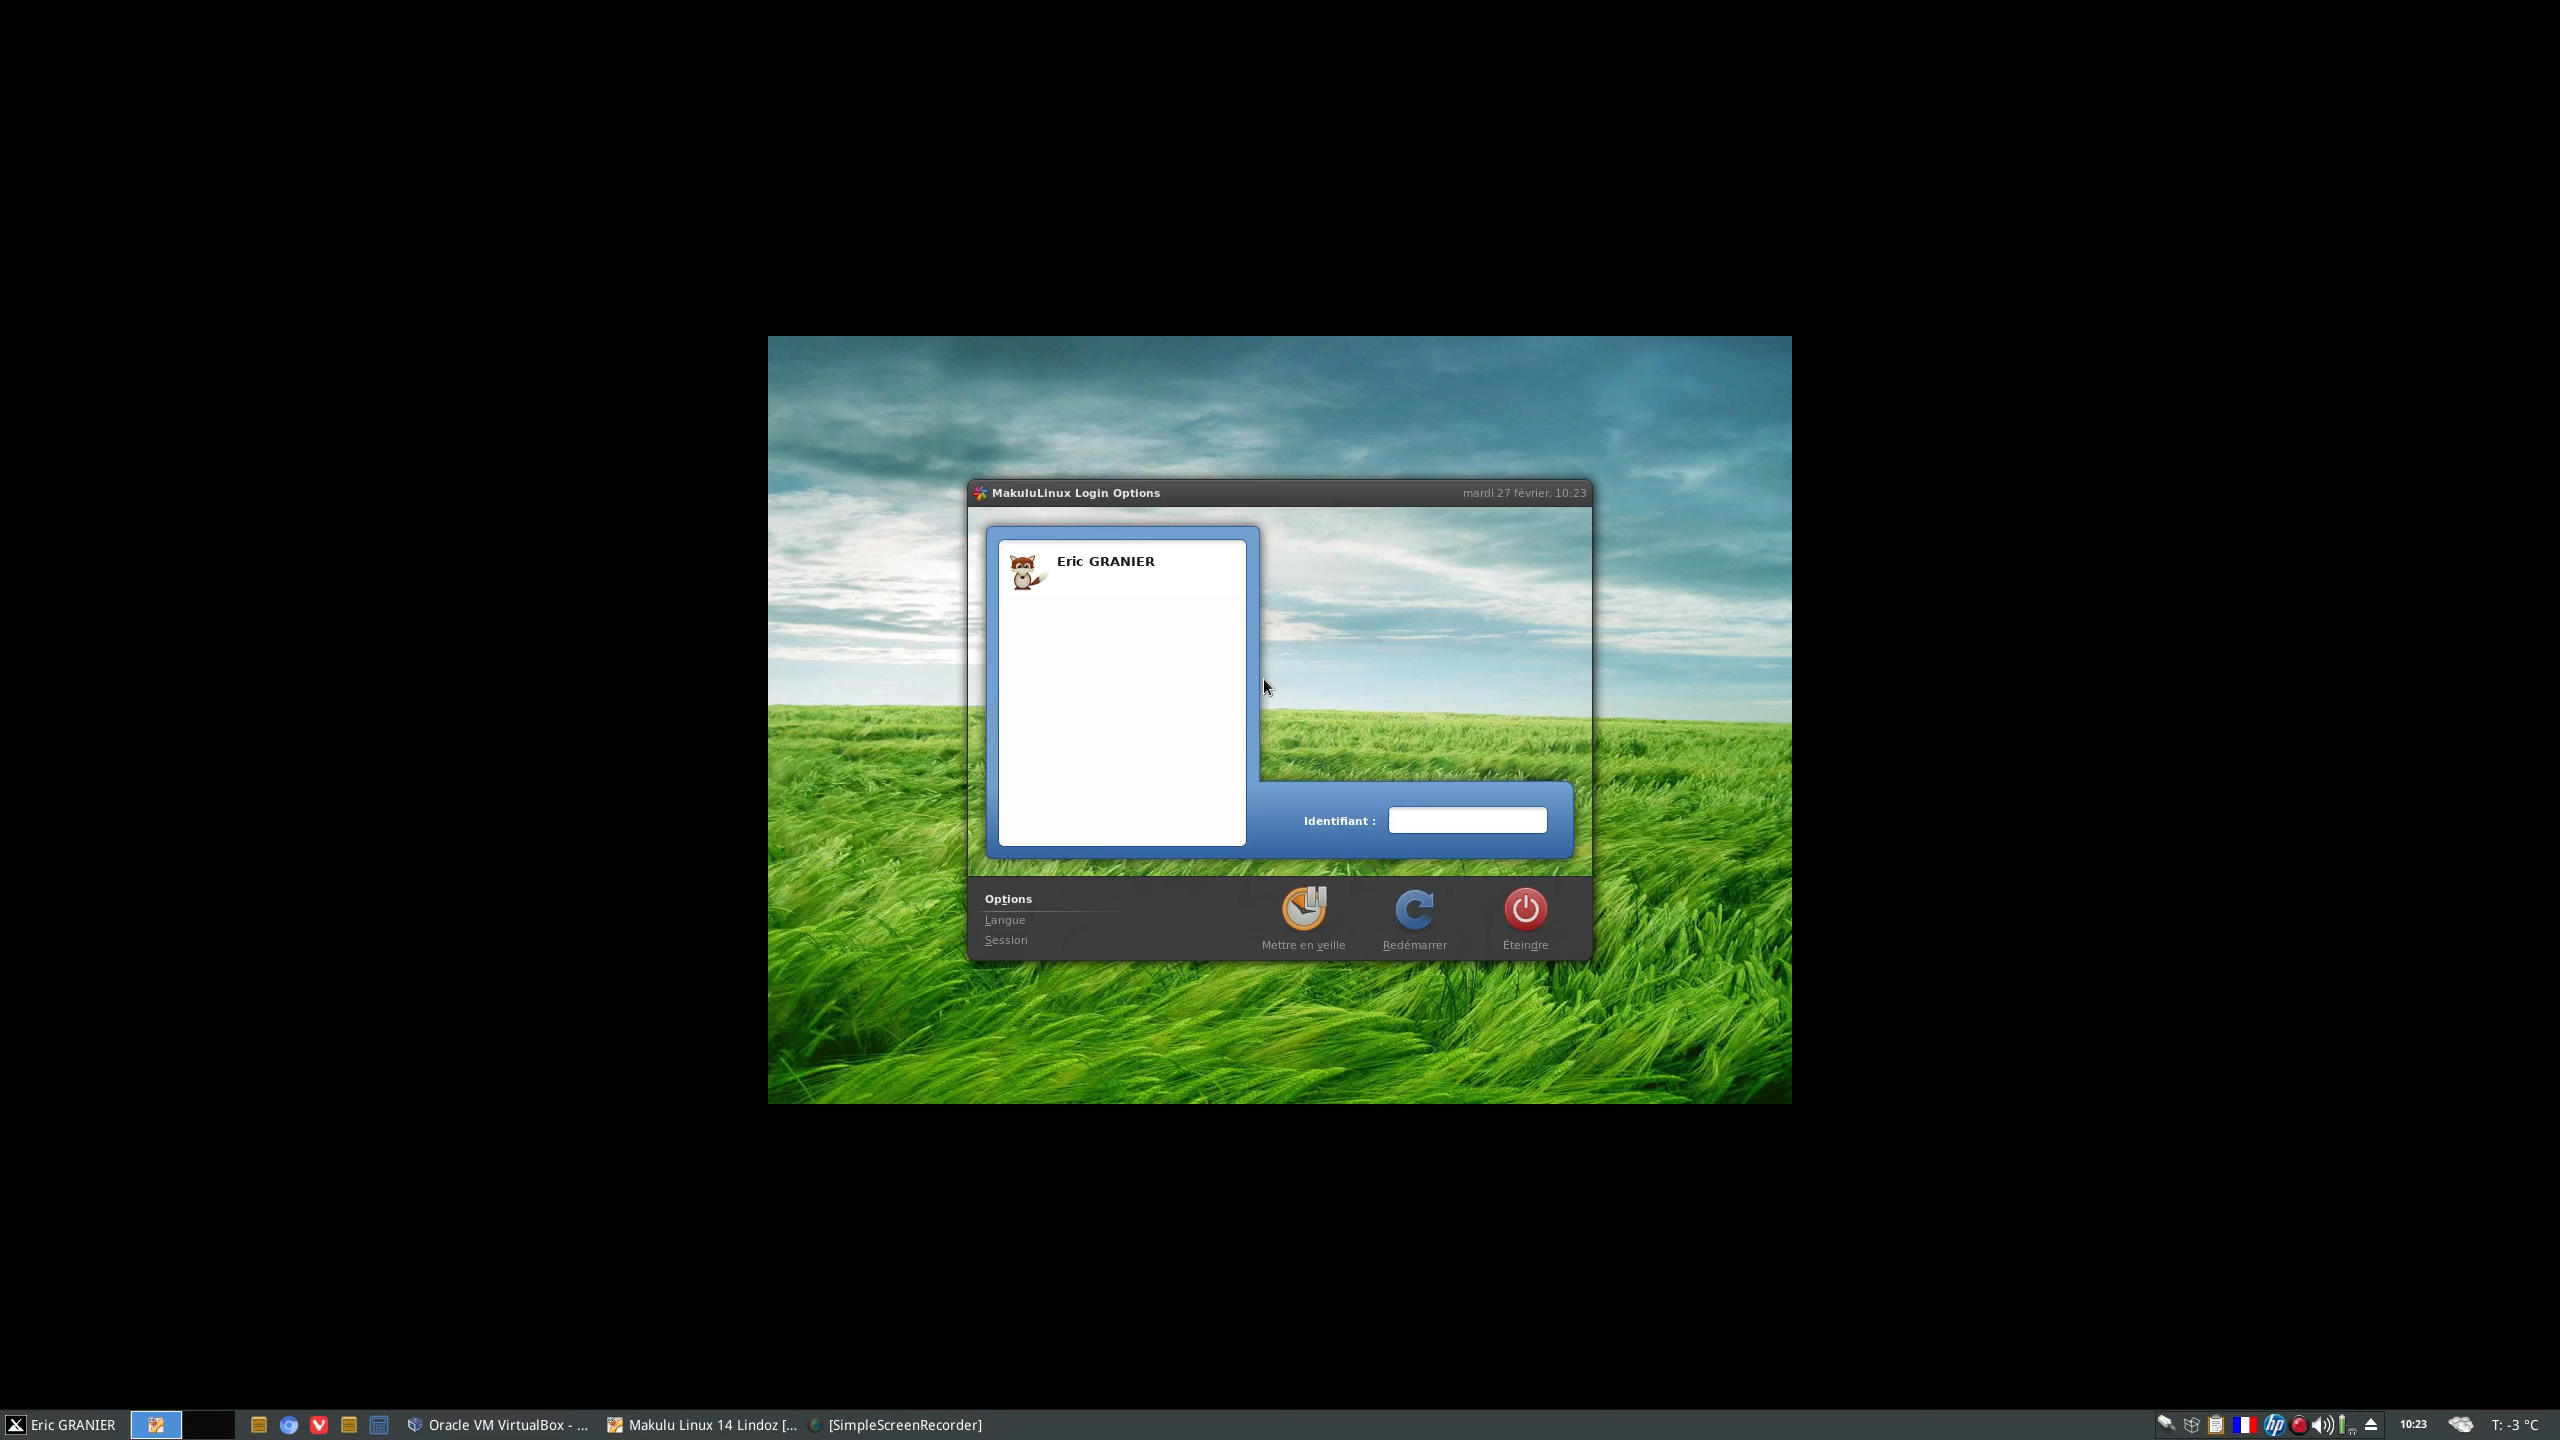 MakuluLinux Login Options
mardi 27 février, 10:23
Eric GRANIER
Identifiant :
Options
Langue
Session
Mettre en veille
Redémarrer
Éteindre
Eric GRANIER
Oracle VM VirtualBox - ...
Makulu Linux 14 Lindoz [...
[SimpleScreenRecorder]
hp
10:23
T: -3 °C